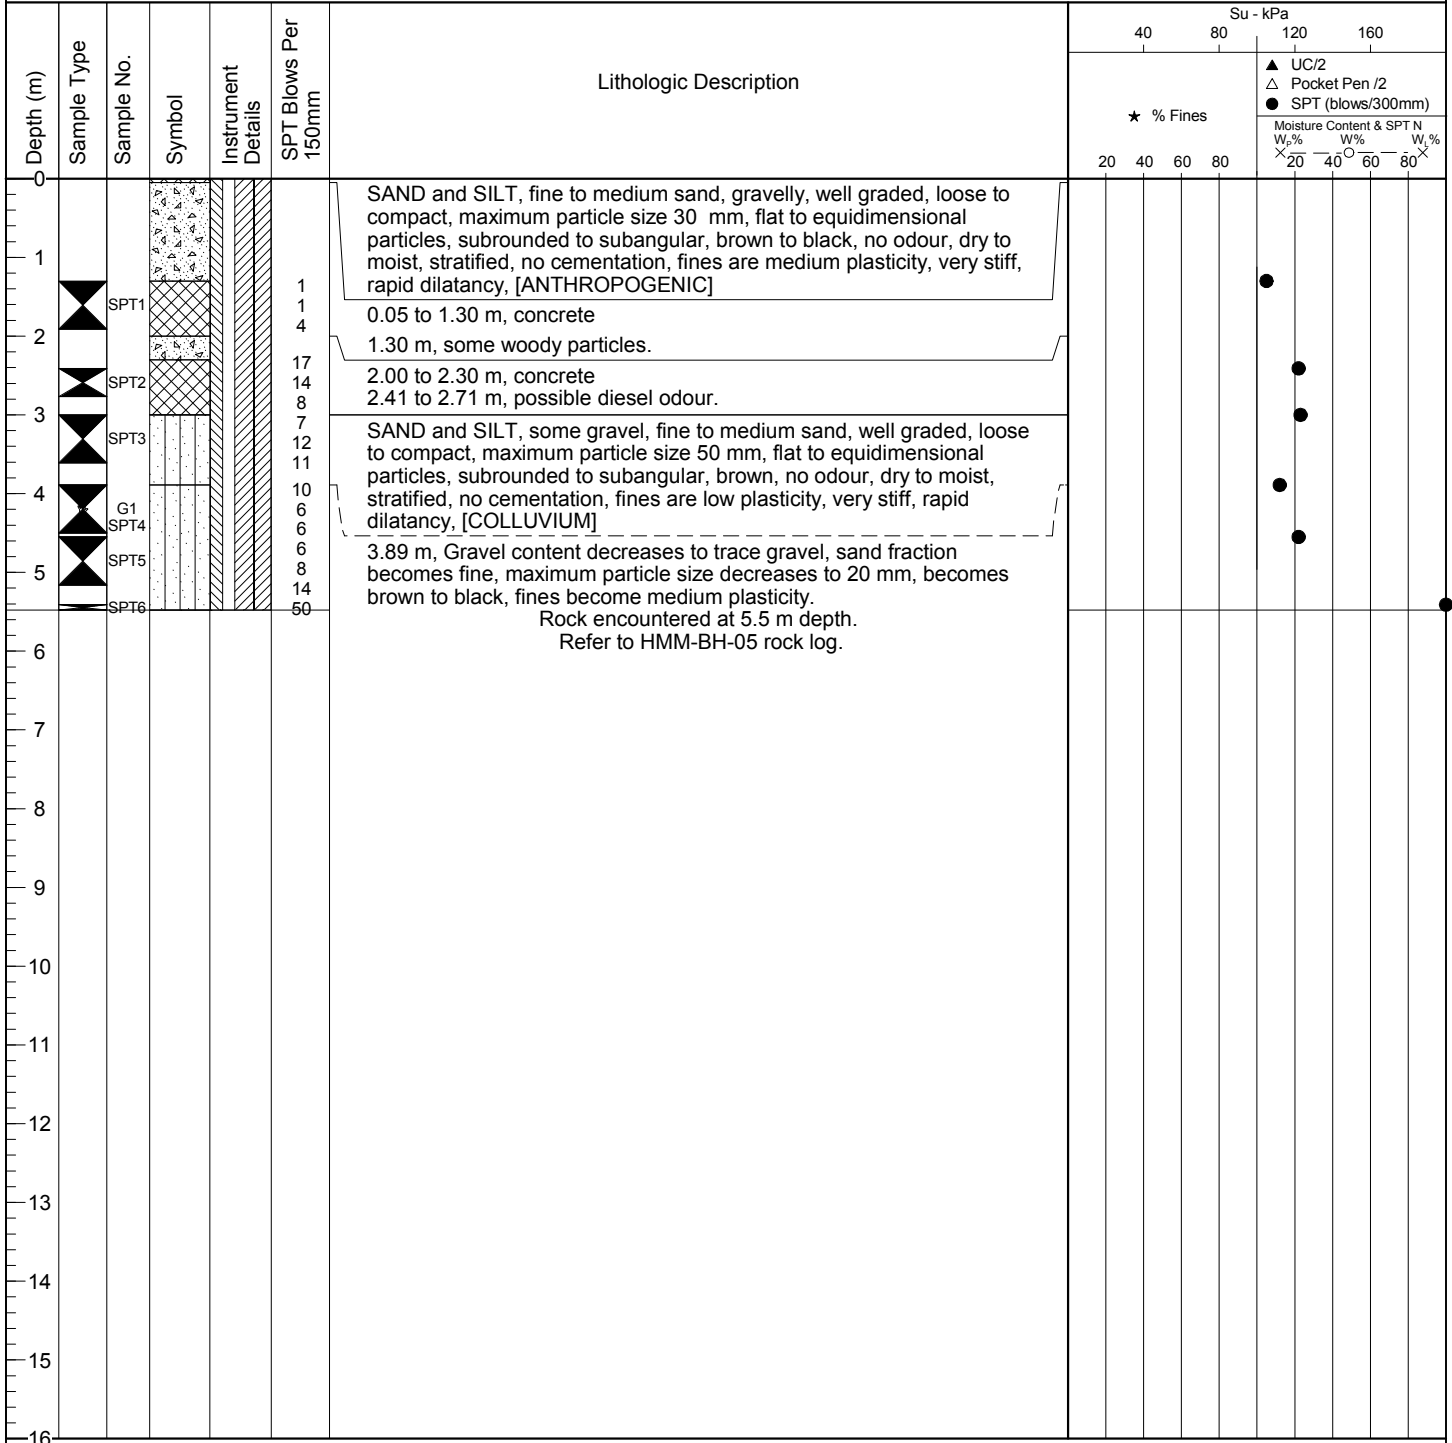 Depth (m)
Sample Type
Sample No.
Symbol
Instrument
Details
SPT Blows Per
150mm
Lithologic Description
Su - kPa
40 80 120 160
★ % Fines
▲ UC/2
△ Pocket Pen /2
● SPT (blows/300mm)
Moisture Content & SPT N
WP% W% WL%
20 40 60 80 20 40 60 80
0
SAND and SILT, fine to medium sand, gravelly, well graded, loose to
compact, maximum particle size 30 mm, flat to equidimensional
particles, subrounded to subangular, brown to black, no odour, dry to
moist, stratified, no cementation, fines are medium plasticity, very stiff,
rapid dilatancy, [ANTHROPOGENIC]
0.05 to 1.30 m, concrete
1.30 m, some woody particles.
2.00 to 2.30 m, concrete
2.41 to 2.71 m, possible diesel odour.
SAND and SILT, some gravel, fine to medium sand, well graded, loose
to compact, maximum particle size 50 mm, flat to equidimensional
particles, subrounded to subangular, brown, no odour, dry to moist,
stratified, no cementation, fines are low plasticity, very stiff, rapid
dilatancy, [COLLUVIUM]
3.89 m, Gravel content decreases to trace gravel, sand fraction
becomes fine, maximum particle size decreases to 20 mm, becomes
brown to black, fines become medium plasticity.
Rock encountered at 5.5 m depth.
Refer to HMM-BH-05 rock log.
SPT1
1
1
4
SPT2
17
14
8
SPT3
7
12
11
G1
SPT4
10
6
6
SPT5
6
8
14
SPT6
50
1
2
3
4
5
6
7
8
9
10
11
12
13
14
15
16